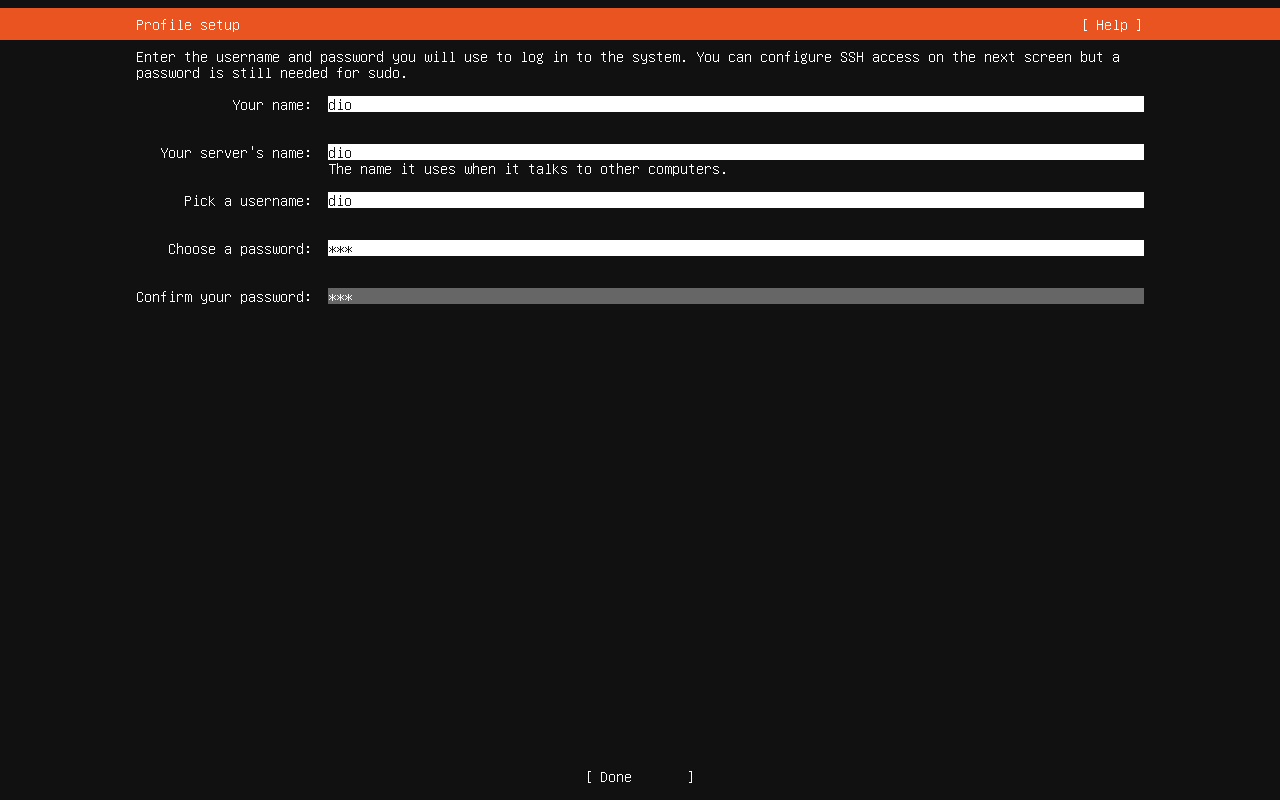 Profile setup [ Help ]
Enter the username and password you will use to log in to the system. You can configure SSH access on the next screen but a
password is still needed for sudo.
Your name: dio
Your server's name: dio
The name it uses when it talks to other computers.
Pick a username: dio
Choose a password: ***
Confirm your password: ***
[ Done ]